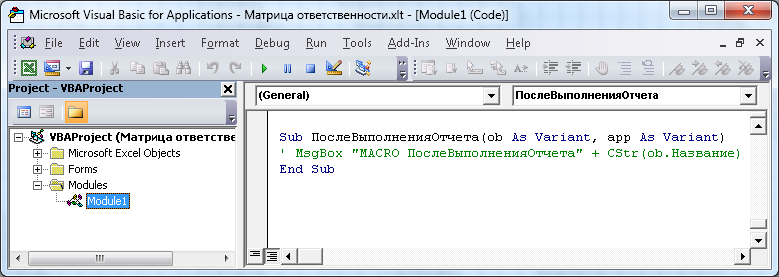 Microsoft Visual Basic for Applications - Матрица ответственности.xlt - [Module1 (Code)]
File Edit View Insert Format Debug Run Tools Add-Ins Window Help
Project - VBAProject
VBAProject (Матрица ответстве
Microsoft Excel Objects
Forms
Modules
Module1
(General) ПослеВыполненияОтчета
Sub ПослеВыполненияОтчета(ob As Variant, app As Variant)
' MsgBox "MACRO ПослеВыполненияОтчета" + CStr(ob.Название)
End Sub